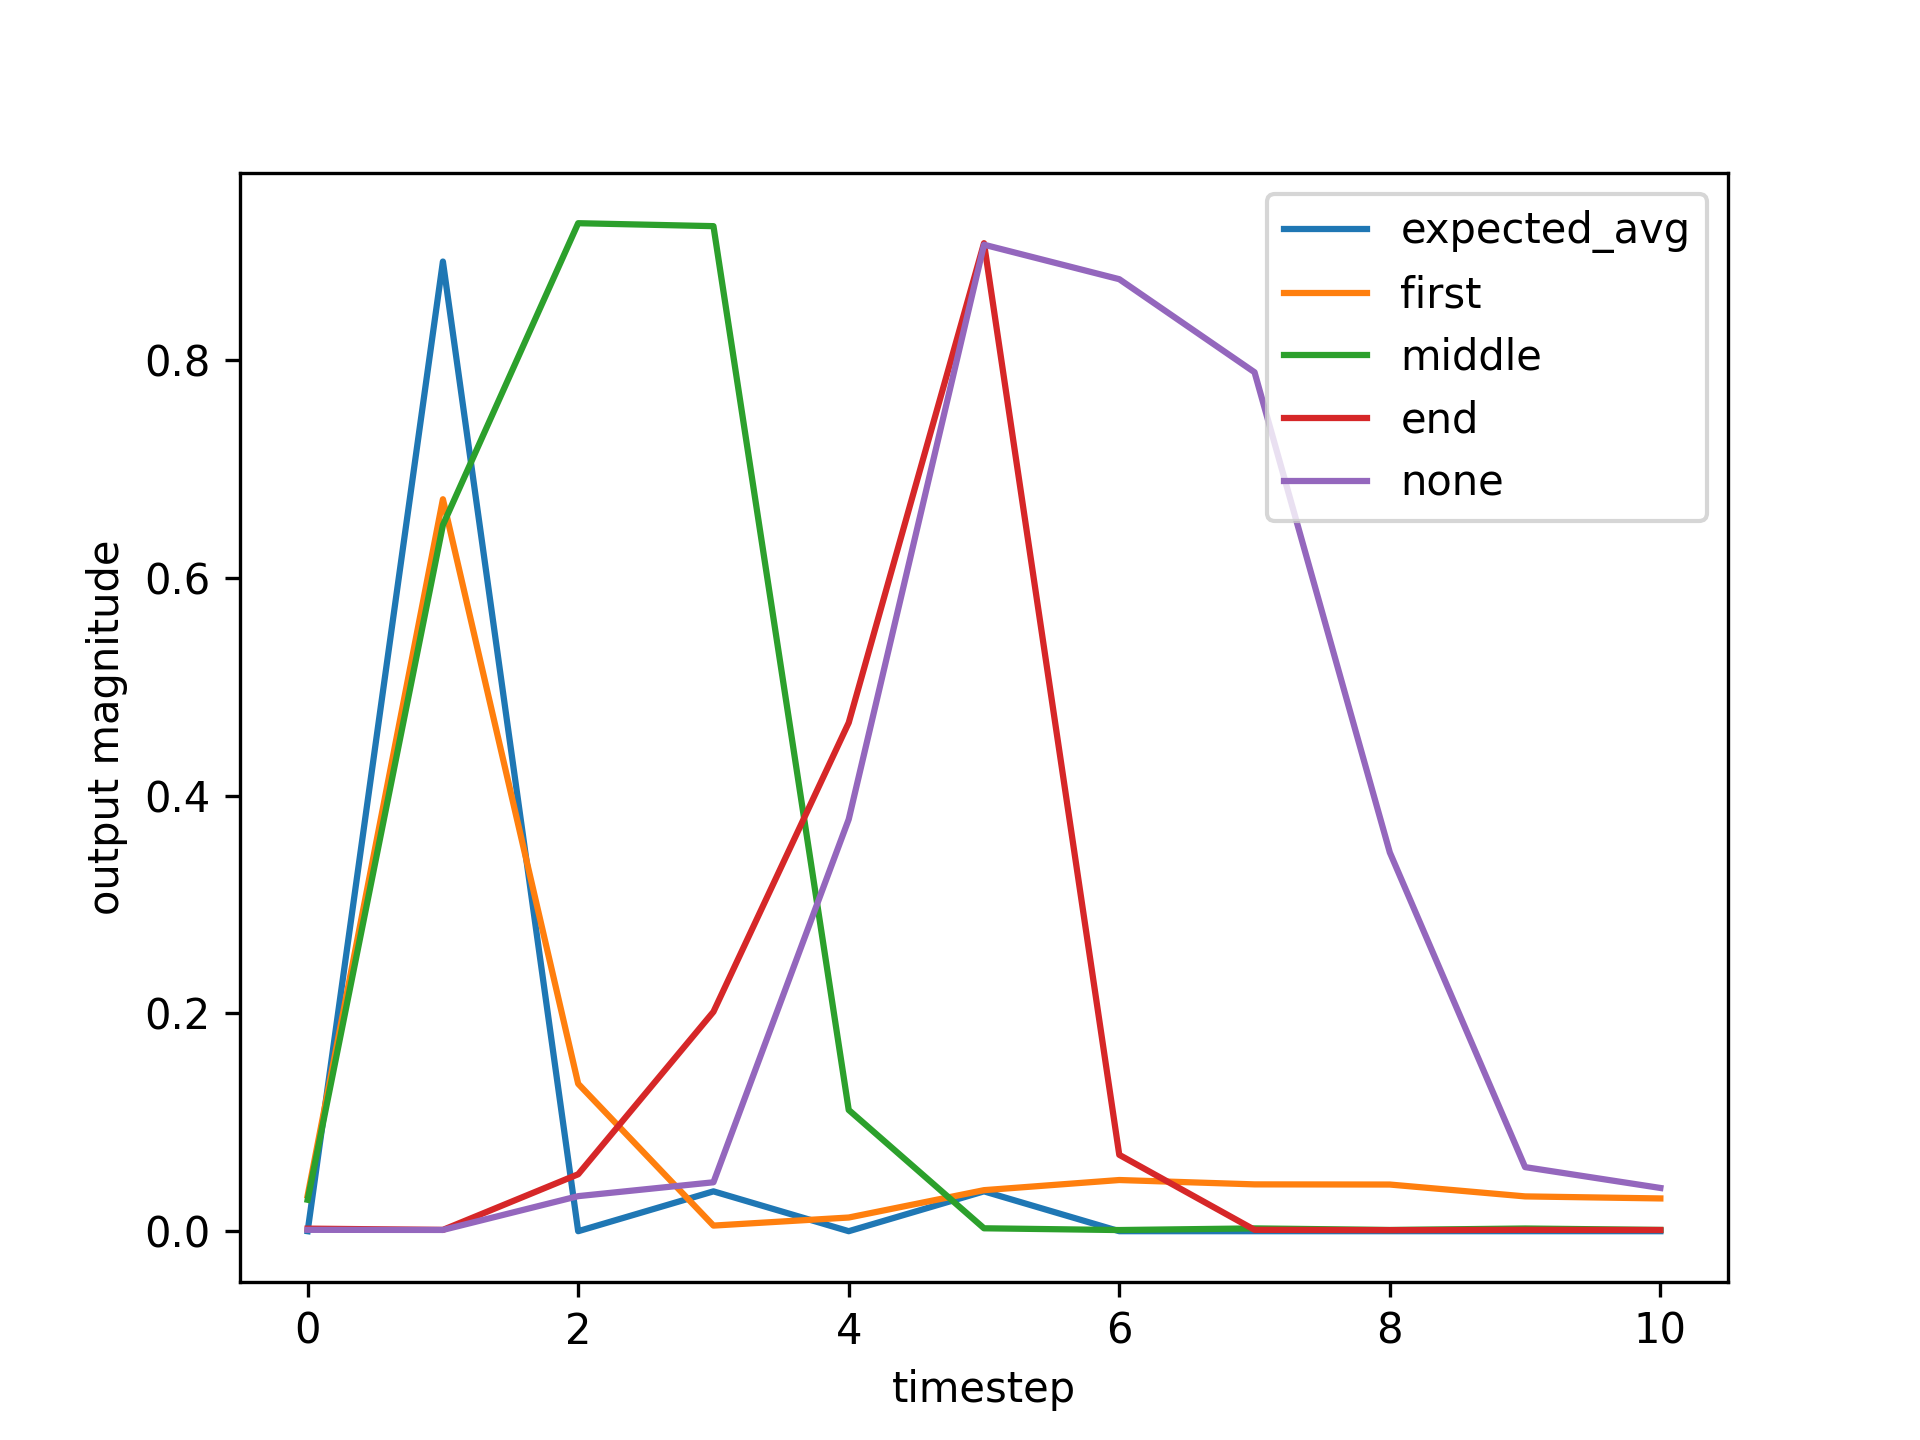 expected_avg
first
middle
end
none
0.8
0.6
0.4
0.2
0.0
output magnitude
0 2 4 6 8 10
timestep